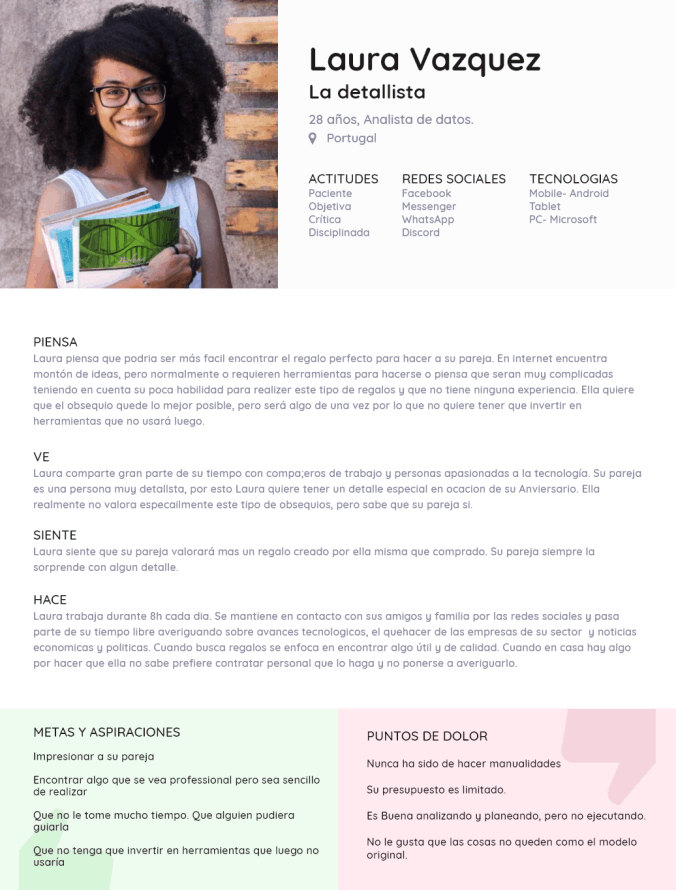 Laura Vazquez
La detallista
28 años, Analista de datos.
Portugal
ACTITUDES
Paciente
Objetiva
Crítica
Disciplinada
REDES SOCIALES
Facebook
Messenger
WhatsApp
Discord
TECNOLOGIAS
Mobile- Android
Tablet
PC- Microsoft
PIENSA
Laura piensa que podria ser más facil encontrar el regalo perfecto para hacer a su pareja. En internet encuentra
montón de ideas, pero normalmente o requieren herramientas para hacerse o piensa que seran muy complicadas
teniendo en cuenta su poca habilidad para realizer este tipo de regalos y que no tiene ninguna experiencia. Ella quiere
que el obsequio quede lo mejor posible, pero será algo de una vez por lo que no quiere tener que invertir en
herramientas que no usará luego.
VE
Laura comparte gran parte de su tiempo con compa;eros de trabajo y personas apasionadas a la tecnología. Su pareja
es una persona muy detallsta, por esto Laura quiere tener un detalle especial en ocacion de su Anviersario. Ella
realmente no valora especailmente este tipo de obsequios, pero sabe que su pareja si.
SIENTE
Laura siente que su pareja valorará mas un regalo creado por ella misma que comprado. Su pareja siempre la
sorprende con algun detalle.
HACE
Laura trabaja durante 8h cada dia. Se mantiene en contacto con sus amigos y familia por las redes sociales y pasa
parte de su tiempo libre averiguando sobre avances tecnologicos, el quehacer de las empresas de su sector y noticias
economicas y politicas. Cuando busca regalos se enfoca en encontrar algo útil y de calidad. Cuando en casa hay algo
por hacer que ella no sabe prefiere contratar personal que lo haga y no ponerse a averiguarlo.
METAS Y ASPIRACIONES
Impresionar a su pareja
Encontrar algo que se vea professional pero sea sencillo
de realizar
Que no le tome mucho tiempo. Que alguien pudiera
guiarla
Que no tenga que invertir en herramientas que luego no
usaría
PUNTOS DE DOLOR
Nunca ha sido de hacer manualidades
Su presupuesto es limitado.
Es Buena analizando y planeando, pero no ejecutando.
No le gusta que las cosas no queden como el modelo
original.